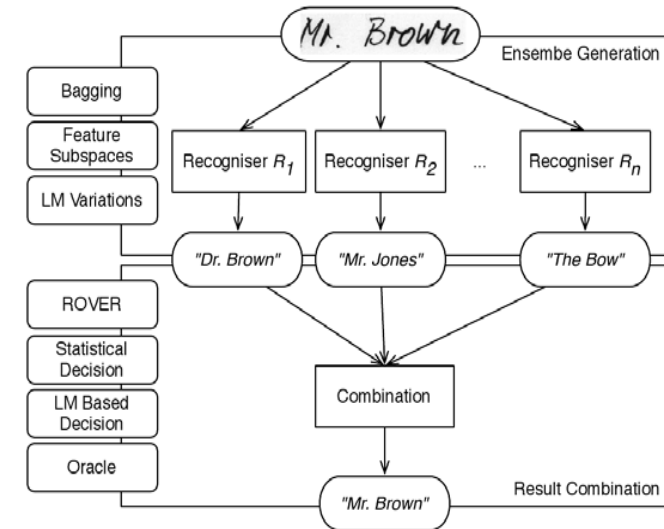 Mr. Brown
Ensembe Generation
Bagging
Feature
Subspaces
LM Variations
Recogniser R1
Recogniser R2
...
Recogniser Rn
"Dr. Brown"
"Mr. Jones"
"The Bow"
ROVER
Statistical
Decision
LM Based
Decision
Oracle
Combination
"Mr. Brown"
Result Combination